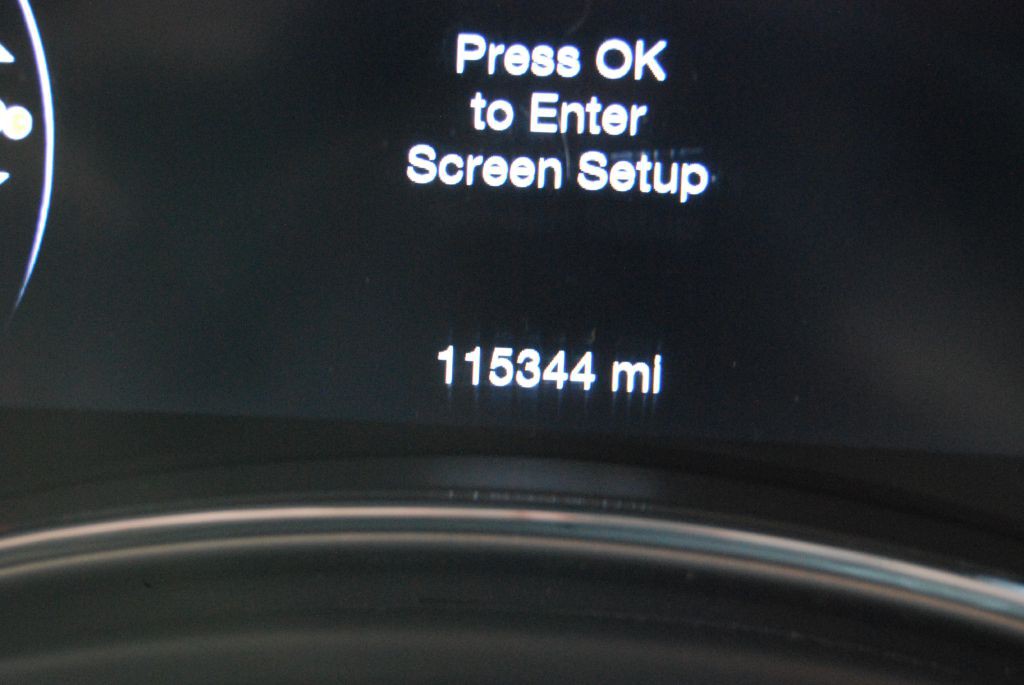 Press OK
to Enter
Screen Setup
115344 mi